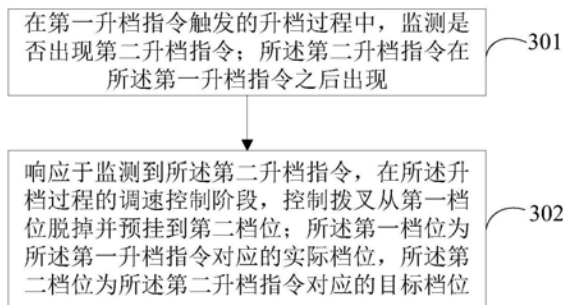 在第一升档指令触发的升档过程中，监测是
否出现第二升档指令；所述第二升档指令在
所述第一升档指令之后出现
301
响应于监测到所述第二升档指令，在所述升
档过程的调速控制阶段，控制拨叉从第一档
位脱掉并预挂到第二档位；所述第一档位为
所述第一升档指令对应的实际档位，所述第
二档位为所述第二升档指令对应的目标档位
302